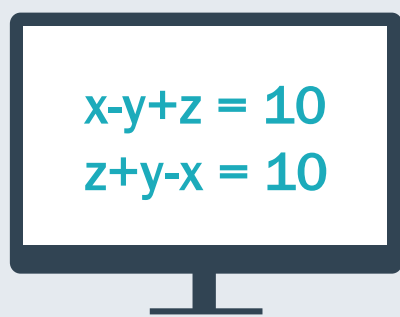 x-y+z = 10
z+y-x = 10